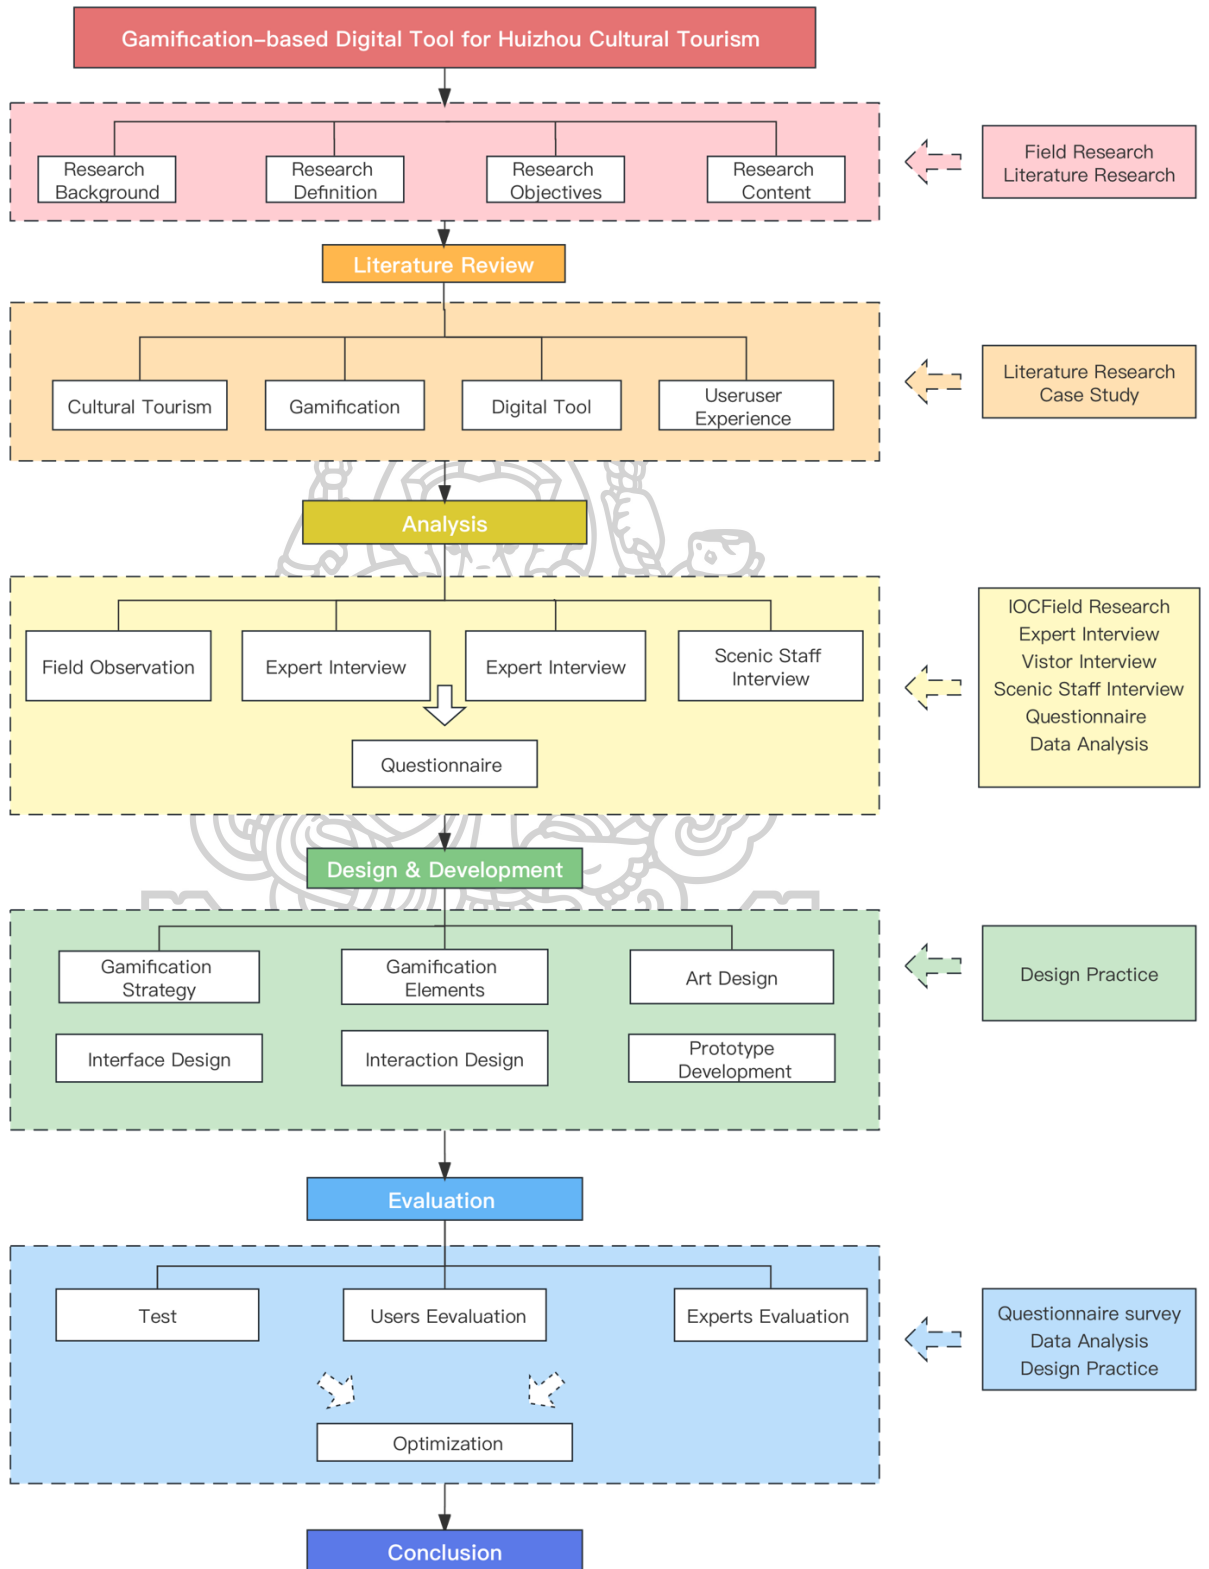 Gamification-based Digital Tool for Huizhou Cultural Tourism
Research
Background
Research
Definition
Research
Objectives
Research
Content
Field Research
Literature Research
Literature Review
Cultural Tourism
Gamification
Digital Tool
Useruser
Experience
Literature Research
Case Study
Analysis
Field Observation
Expert Interview
Expert Interview
Scenic Staff
Interview
Questionnaire
IOCField Research
Expert Interview
Vistor Interview
Scenic Staff Interview
Questionnaire
Data Analysis
Design & Development
Gamification
Strategy
Gamification
Elements
Art Design
Interface Design
Interaction Design
Prototype
Development
Design Practice
Evaluation
Test
Users Eevaluation
Experts Evaluation
Optimization
Questionnaire survey
Data Analysis
Design Practice
Conclusion